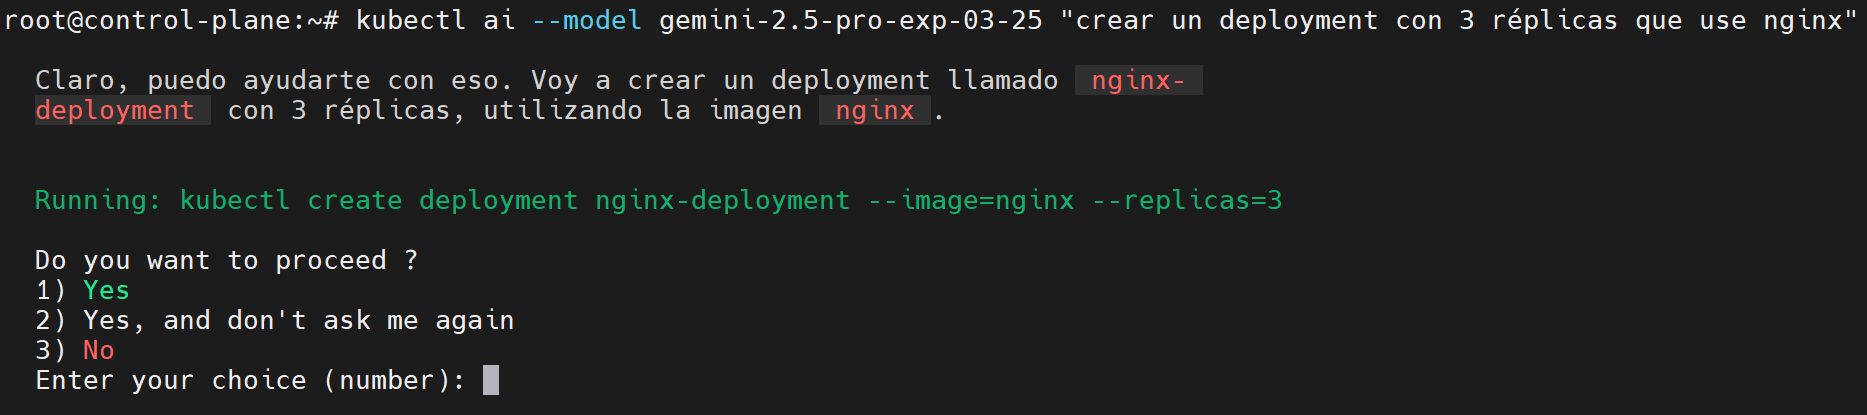 root@control-plane:~# kubectl ai --model gemini-2.5-pro-exp-03-25 "crear un deployment con 3 réplicas que use nginx"
Claro, puedo ayudarte con eso. Voy a crear un deployment llamado nginx-
deployment con 3 réplicas, utilizando la imagen nginx .
Running: kubectl create deployment nginx-deployment --image=nginx --replicas=3
Do you want to proceed ?
1) Yes
2) Yes, and don't ask me again
3) No
Enter your choice (number):